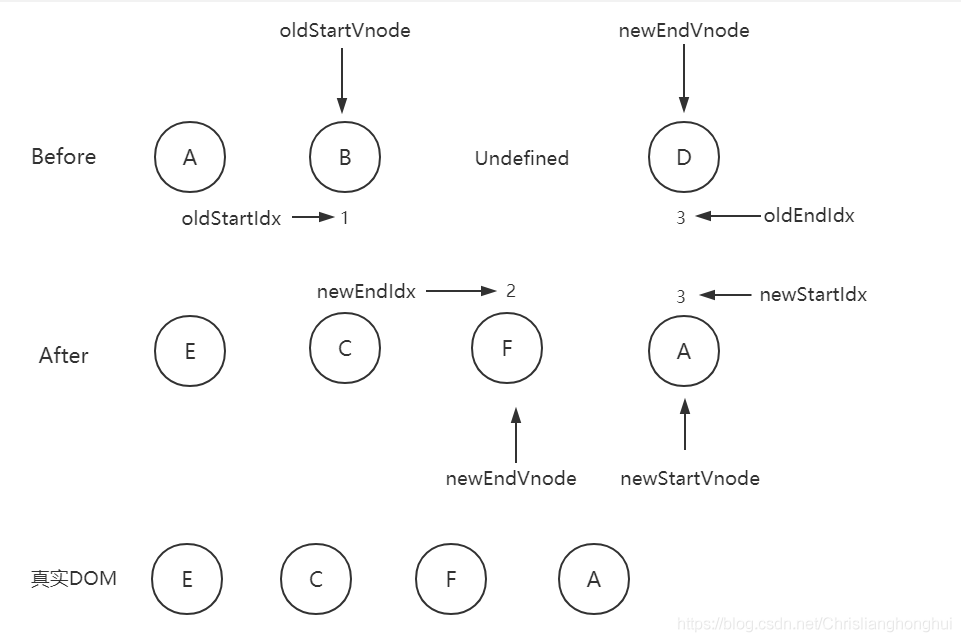 oldStartVnode newEndVnode
Before A B Undefined D
oldStartIdx 1 3 oldEndIdx
newEndIdx 2 3 newStartIdx
After E C F A
newEndVnode newStartVnode
真实DOM E C F A
https://blog.csdn.net/Chrislianghonghui